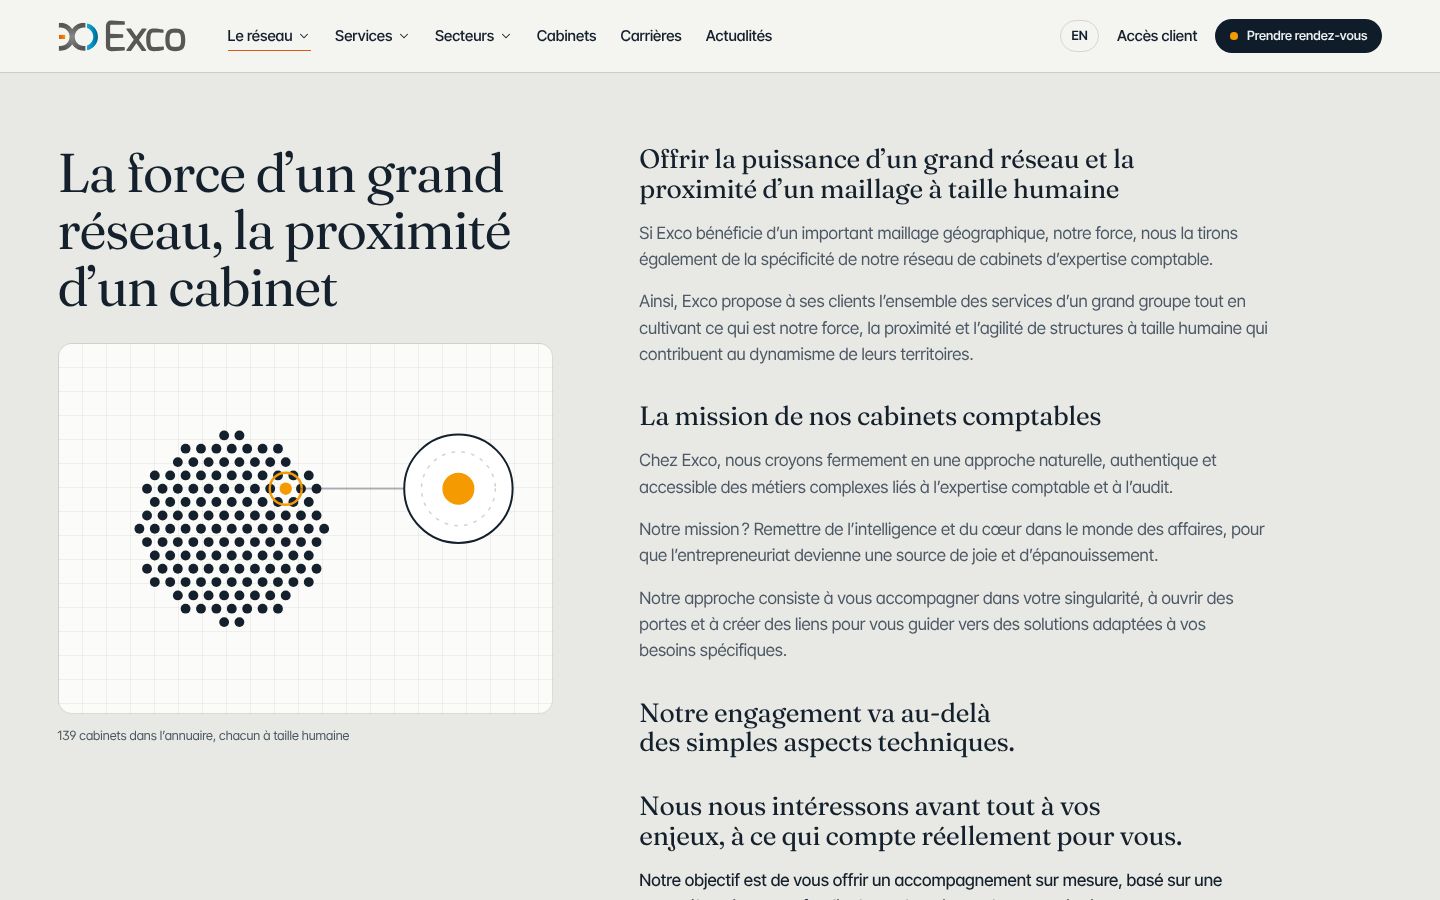 Exco
Le réseau
Services
Secteurs
Cabinets
Carrières
Actualités
EN
Accès client
Prendre rendez-vous
La force d’un grand
réseau, la proximité
d’un cabinet
139 cabinets dans l’annuaire, chacun à taille humaine
Offrir la puissance d’un grand réseau et la
proximité d’un maillage à taille humaine
Si Exco bénéficie d’un important maillage géographique, notre force, nous la tirons
également de la spécificité de notre réseau de cabinets d’expertise comptable.
Ainsi, Exco propose à ses clients l’ensemble des services d’un grand groupe tout en
cultivant ce qui est notre force, la proximité et l’agilité de structures à taille humaine qui
contribuent au dynamisme de leurs territoires.
La mission de nos cabinets comptables
Chez Exco, nous croyons fermement en une approche naturelle, authentique et
accessible des métiers complexes liés à l’expertise comptable et à l’audit.
Notre mission ? Remettre de l’intelligence et du cœur dans le monde des affaires, pour
que l’entrepreneuriat devienne une source de joie et d’épanouissement.
Notre approche consiste à vous accompagner dans votre singularité, à ouvrir des
portes et à créer des liens pour vous guider vers des solutions adaptées à vos
besoins spécifiques.
Notre engagement va au-delà
des simples aspects techniques.
Nous nous intéressons avant tout à vos
enjeux, à ce qui compte réellement pour vous.
Notre objectif est de vous offrir un accompagnement sur mesure, basé sur une